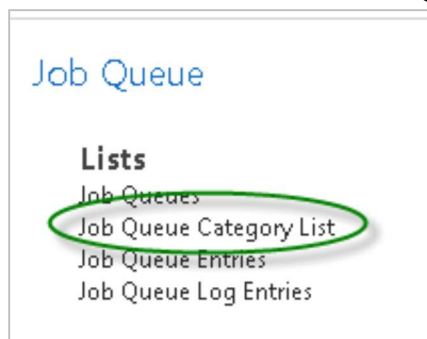 Job Queue
Lists
Job Queues
Job Queue Category List
Job Queue Entries
Job Queue Log Entries